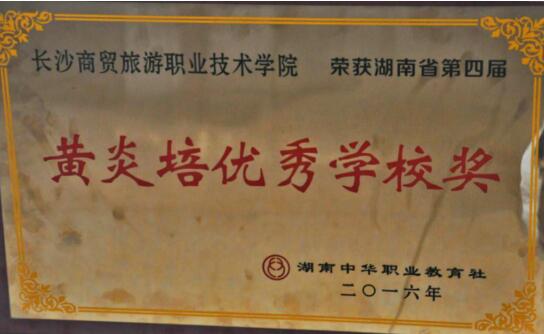 长沙商贸旅游职业技术学院 荣获湖南省第四届
黄炎培优秀学校奖
湖南中华职业教育社
二〇一六年